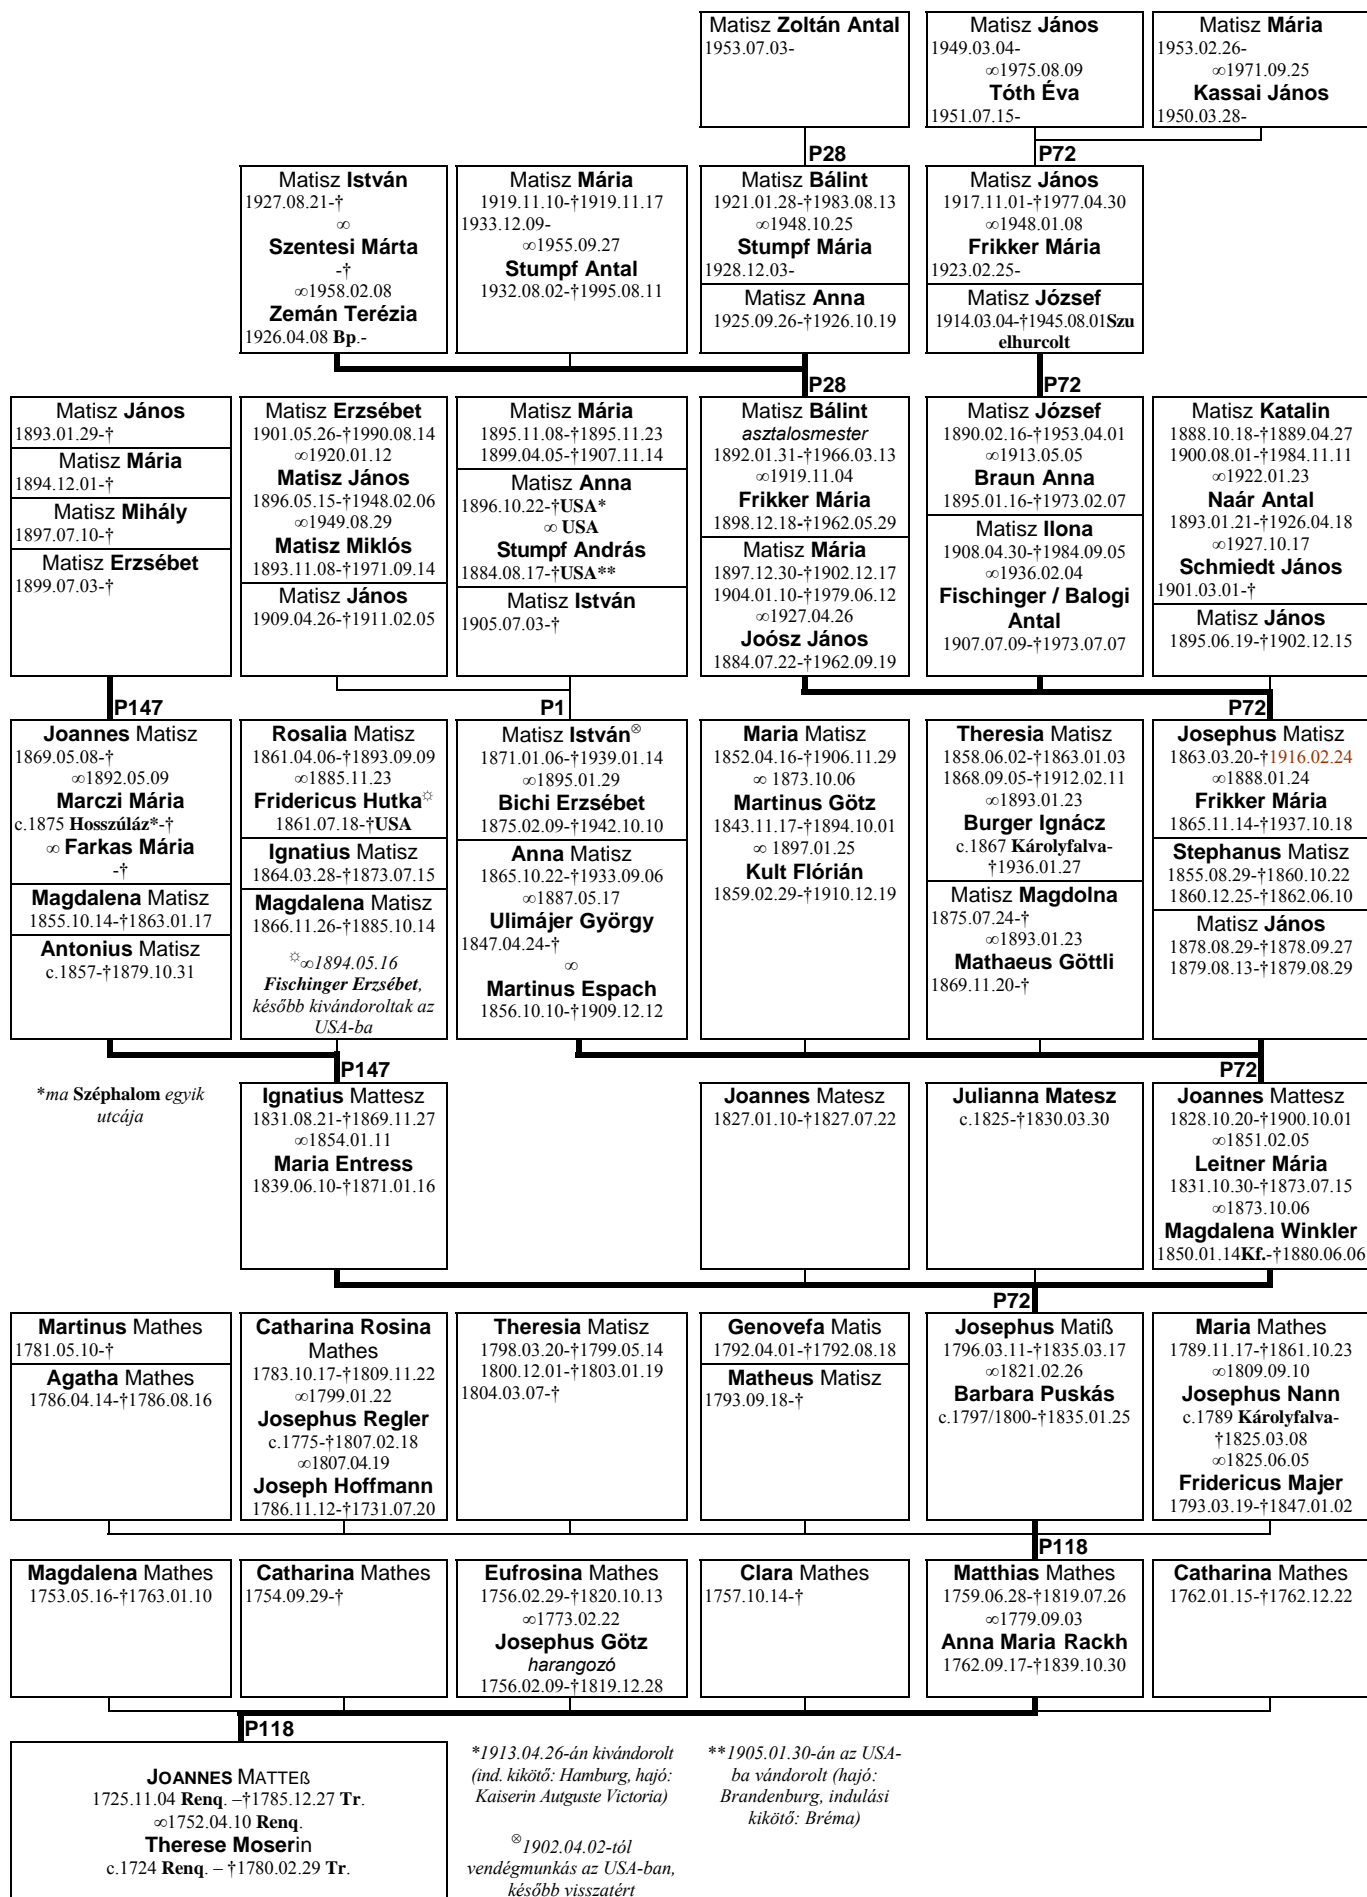 Matisz Zoltán Antal
1953.07.03-
Matisz János
1949.03.04-
∞1975.08.09
Tóth Éva
1951.07.15-
Matisz Mária
1953.02.26-
∞1971.09.25
Kassai János
1950.03.28-
P28
P72
Matisz István
1927.08.21-†
∞
Szentesi Márta
-†
∞1958.02.08
Zemán Terézia
1926.04.08 Bp.-
Matisz Mária
1919.11.10-†1919.11.17
1933.12.09-
∞1955.09.27
Stumpf Antal
1932.08.02-†1995.08.11
Matisz Bálint
1921.01.28-†1983.08.13
∞1948.10.25
Stumpf Mária
1928.12.03-
Matisz Anna
1925.09.26-†1926.10.19
Matisz János
1917.11.01-†1977.04.30
∞1948.01.08
Frikker Mária
1923.02.25-
Matisz József
1914.03.04-†1945.08.01Szu
elhurcolt
P28
P72
Matisz János
1893.01.29-†
Matisz Mária
1894.12.01-†
Matisz Mihály
1897.07.10-†
Matisz Erzsébet
1899.07.03-†
Matisz Erzsébet
1901.05.26-†1990.08.14
∞1920.01.12
Matisz János
1896.05.15-†1948.02.06
∞1949.08.29
Matisz Miklós
1893.11.08-†1971.09.14
Matisz János
1909.04.26-†1911.02.05
Matisz Mária
1895.11.08-†1895.11.23
1899.04.05-†1907.11.14
Matisz Anna
1896.10.22-†USA*
∞ USA
Stumpf András
1884.08.17-†USA**
Matisz István
1905.07.03-†
Matisz Bálint
asztalosmester
1892.01.31-†1966.03.13
∞1919.11.04
Frikker Mária
1898.12.18-†1962.05.29
Matisz Mária
1897.12.30-†1902.12.17
1904.01.10-†1979.06.12
∞1927.04.26
Joósz János
1884.07.22-†1962.09.19
Matisz József
1890.02.16-†1953.04.01
∞1913.05.05
Braun Anna
1895.01.16-†1973.02.07
Matisz Ilona
1908.04.30-†1984.09.05
∞1936.02.04
Fischinger / Balogi
Antal
1907.07.09-†1973.07.07
Matisz Katalin
1888.10.18-†1889.04.27
1900.08.01-†1984.11.11
∞1922.01.23
Naár Antal
1893.01.21-†1926.04.18
∞1927.10.17
Schmiedt János
1901.03.01-†
Matisz János
1895.06.19-†1902.12.15
P147
P1
P72
Joannes Matisz
1869.05.08-†
∞1892.05.09
Marczi Mária
c.1875 Hosszúláz*-†
∞ Farkas Mária
-†
Magdalena Matisz
1855.10.14-†1863.01.17
Antonius Matisz
c.1857-†1879.10.31
Rosalia Matisz
1861.04.06-†1893.09.09
∞1885.11.23
Fridericus Hutka☼
1861.07.18-†USA
Ignatius Matisz
1864.03.28-†1873.07.15
Magdalena Matisz
1866.11.26-†1885.10.14
☼∞1894.05.16
Fischinger Erzsébet,
később kivándoroltak az
USA-ba
Matisz István⊗
1871.01.06-†1939.01.14
∞1895.01.29
Bichi Erzsébet
1875.02.09-†1942.10.10
Anna Matisz
1865.10.22-†1933.09.06
∞1887.05.17
Ulimájer György
1847.04.24-†
∞
Martinus Espach
1856.10.10-†1909.12.12
Maria Matisz
1852.04.16-†1906.11.29
∞ 1873.10.06
Martinus Götz
1843.11.17-†1894.10.01
∞ 1897.01.25
Kult Flórián
1859.02.29-†1910.12.19
Theresia Matisz
1858.06.02-†1863.01.03
1868.09.05-†1912.02.11
∞1893.01.23
Burger Ignácz
c.1867 Károlyfalva-
†1936.01.27
Matisz Magdolna
1875.07.24-†
∞1893.01.23
Mathaeus Göttli
1869.11.20-†
Josephus Matisz
1863.03.20-†1916.02.24
∞1888.01.24
Frikker Mária
1865.11.14-†1937.10.18
Stephanus Matisz
1855.08.29-†1860.10.22
1860.12.25-†1862.06.10
Matisz János
1878.08.29-†1878.09.27
1879.08.13-†1879.08.29
P147
P72
*ma Széphalom egyik
utcája
Ignatius Mattesz
1831.08.21-†1869.11.27
∞1854.01.11
Maria Entress
1839.06.10-†1871.01.16
Joannes Matesz
1827.01.10-†1827.07.22
Julianna Matesz
c.1825-†1830.03.30
Joannes Mattesz
1828.10.20-†1900.10.01
∞1851.02.05
Leitner Mária
1831.10.30-†1873.07.15
∞1873.10.06
Magdalena Winkler
1850.01.14Kf.-†1880.06.06
P72
Martinus Mathes
1781.05.10-†
Agatha Mathes
1786.04.14-†1786.08.16
Catharina Rosina
Mathes
1783.10.17-†1809.11.22
∞1799.01.22
Josephus Regler
c.1775-†1807.02.18
∞1807.04.19
Joseph Hoffmann
1786.11.12-†1731.07.20
Theresia Matisz
1798.03.20-†1799.05.14
1800.12.01-†1803.01.19
1804.03.07-†
Genovefa Matis
1792.04.01-†1792.08.18
Matheus Matisz
1793.09.18-†
Josephus Matiß
1796.03.11-†1835.03.17
∞1821.02.26
Barbara Puskás
c.1797/1800-†1835.01.25
Maria Mathes
1789.11.17-†1861.10.23
∞1809.09.10
Josephus Nann
c.1789 Károlyfalva-
†1825.03.08
∞1825.06.05
Fridericus Majer
1793.03.19-†1847.01.02
P118
Magdalena Mathes
1753.05.16-†1763.01.10
Catharina Mathes
1754.09.29-†
Eufrosina Mathes
1756.02.29-†1820.10.13
∞1773.02.22
Josephus Götz
harangozó
1756.02.09-†1819.12.28
Clara Mathes
1757.10.14-†
Matthias Mathes
1759.06.28-†1819.07.26
∞1779.09.03
Anna Maria Rackh
1762.09.17-†1839.10.30
Catharina Mathes
1762.01.15-†1762.12.22
P118
JOANNES MATTEß
1725.11.04 Renq. –†1785.12.27 Tr.
∞1752.04.10 Renq.
Therese Moserin
c.1724 Renq. – †1780.02.29 Tr.
*1913.04.26-án kivándorolt
(ind. kikötő: Hamburg, hajó:
Kaiserin Autguste Victoria)
⊗1902.04.02-tól
vendégmunkás az USA-ban,
később visszatért
**1905.01.30-án az USA-
ba vándorolt (hajó:
Brandenburg, indulási
kikötő: Bréma)